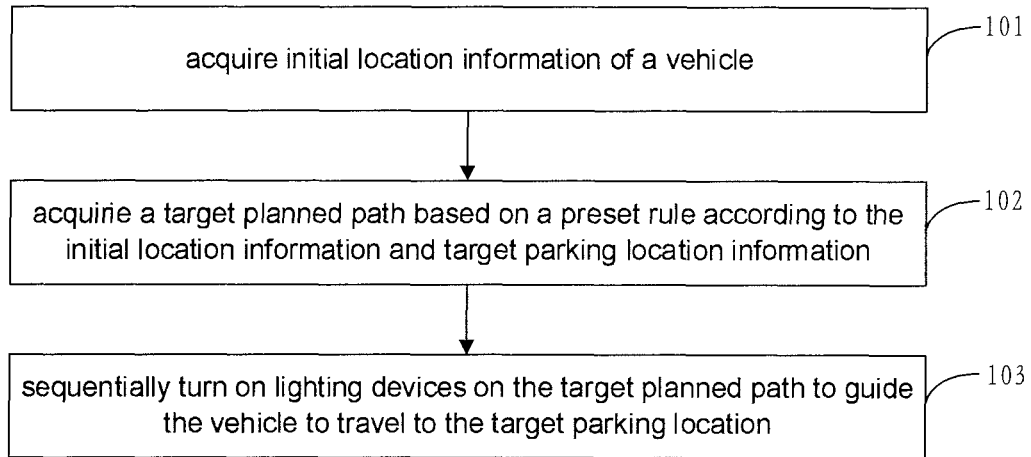 acquire initial location information of a vehicle
101
acquirie a target planned path based on a preset rule according to the
initial location information and target parking location information
102
sequentially turn on lighting devices on the target planned path to guide
the vehicle to travel to the target parking location
103